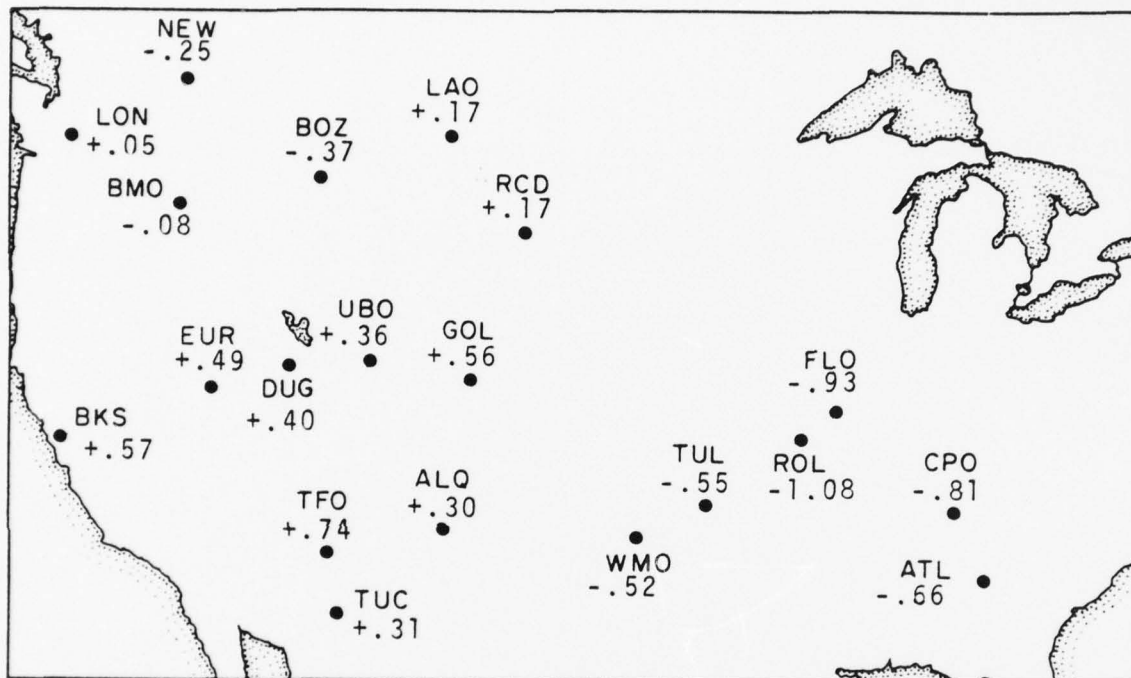 NEW
-.25
LON
+.05
BOZ
-.37
LAO
+.17
BMO
-.08
RCD
+.17
UBO
+.36
EUR
+.49
GOL
+.56
DUG
+.40
FLO
-.93
BKS
+.57
TUL
-.55
ROL
-1.08
CPO
-.81
ALQ
+.30
TFO
+.74
WMO
-.52
ATL
-.66
TUC
+.31